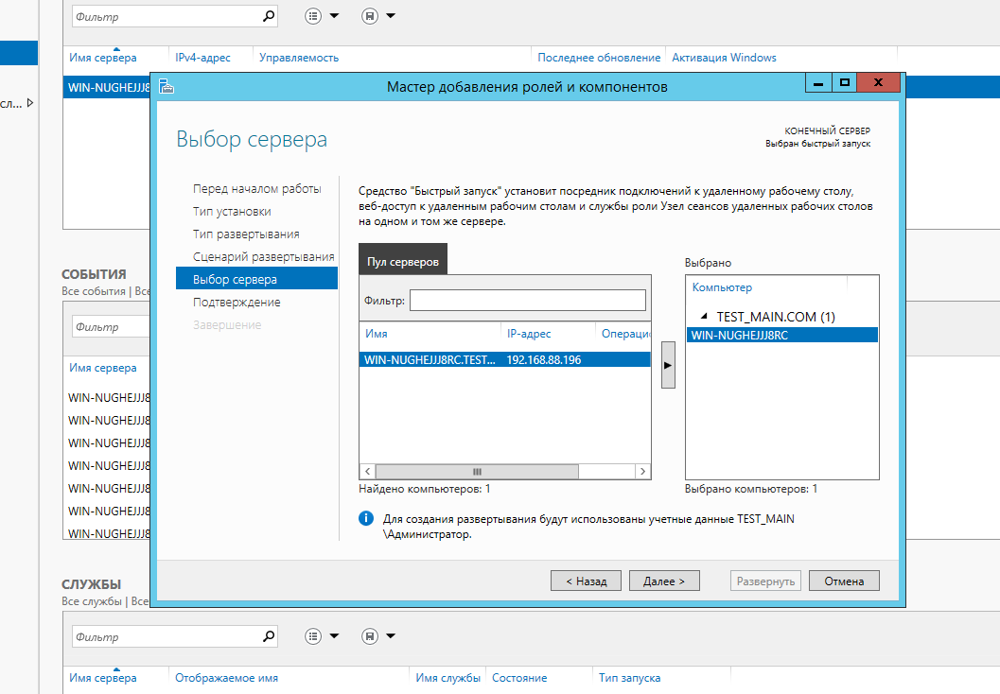 Фильтр
Имя сервера IPv4-адрес Управляемость Последнее обновление Активация Windows
WIN-NUGHEJJJ8
сл...
Мастер добавления ролей и компонентов
Выбор сервера
КОНЕЧНЫЙ СЕРВЕР
Выбран быстрый запуск
Перед началом работы
Тип установки
Тип развертывания
Сценарий развертывания
Выбор сервера
Подтверждение
Завершение
Средство "Быстрый запуск" установит посредник подключений к удаленному рабочему столу,
веб-доступ к удаленным рабочим столам и службы роли Узел сеансов удаленных рабочих столов
на одном и том же сервере.
Пул серверов
Фильтр:
Имя IP-адрес Операци
WIN-NUGHEJJJ8RC.TEST... 192.168.88.196
Найдено компьютеров: 1
Выбрано
Компьютер
TEST_MAIN.COM (1)
WIN-NUGHEJJJ8RC
Выбрано компьютеров: 1
Для создания развертывания будут использованы учетные данные TEST_MAIN
\Администратор.
< Назад Далее > Развернуть Отмена
СОБЫТИЯ
Все события | Все
Фильтр
Имя сервера
WIN-NUGHEJJJ8
WIN-NUGHEJJJ8
WIN-NUGHEJJJ8
WIN-NUGHEJJJ8
WIN-NUGHEJJJ8
WIN-NUGHEJJJ8
WIN-NUGHEJJJ8
СЛУЖБЫ
Все службы | Все
Фильтр
Имя сервера Отображаемое имя Имя службы Состояние Тип запуска